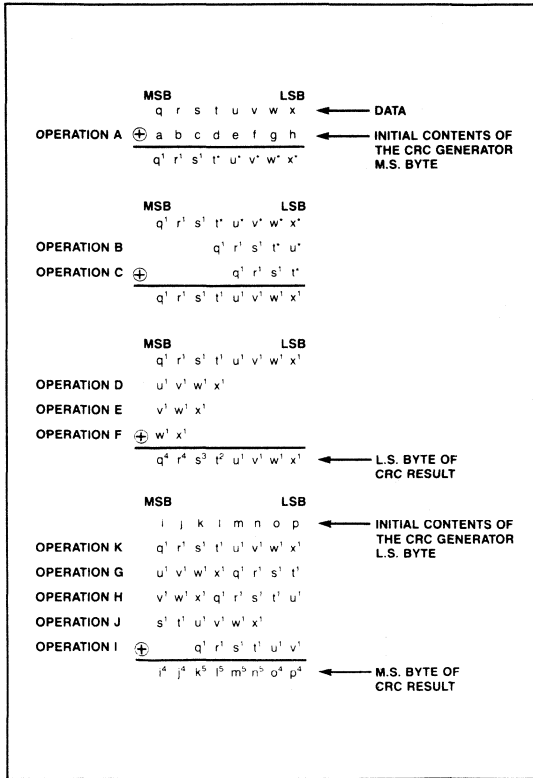 MSB LSB
q r s t u v w x ← DATA
OPERATION A ⊕ a b c d e f g h ← INITIAL CONTENTS OF
THE CRC GENERATOR
M.S. BYTE
q¹ r¹ s¹ t* u* v* w* x*
MSB LSB
q¹ r¹ s¹ t* u* v* w* x*
OPERATION B q¹ r¹ s¹ t* u*
OPERATION C ⊕ q¹ r¹ s¹ t*
q¹ r¹ s¹ t¹ u¹ v¹ w¹ x¹
MSB LSB
q¹ r¹ s¹ t¹ u¹ v¹ w¹ x¹
OPERATION D u¹ v¹ w¹ x¹
OPERATION E v¹ w¹ x¹
OPERATION F ⊕ w¹ x¹
q⁴ r⁴ s³ t² u¹ v¹ w¹ x¹ ← L.S. BYTE OF
CRC RESULT
MSB LSB
i j k l m n o p ← INITIAL CONTENTS OF
THE CRC GENERATOR
L.S. BYTE
OPERATION K q¹ r¹ s¹ t¹ u¹ v¹ w¹ x¹
OPERATION G u¹ v¹ w¹ x¹ q¹ r¹ s¹ t¹
OPERATION H v¹ w¹ x¹ q¹ r¹ s¹ t¹ u¹
OPERATION J s¹ t¹ u¹ v¹ w¹ x¹
OPERATION I ⊕ q¹ r¹ s¹ t¹ u¹ v¹
i⁴ j⁴ k⁵ l⁵ m⁵ n⁵ o⁴ p⁴ ← M.S. BYTE OF
CRC RESULT